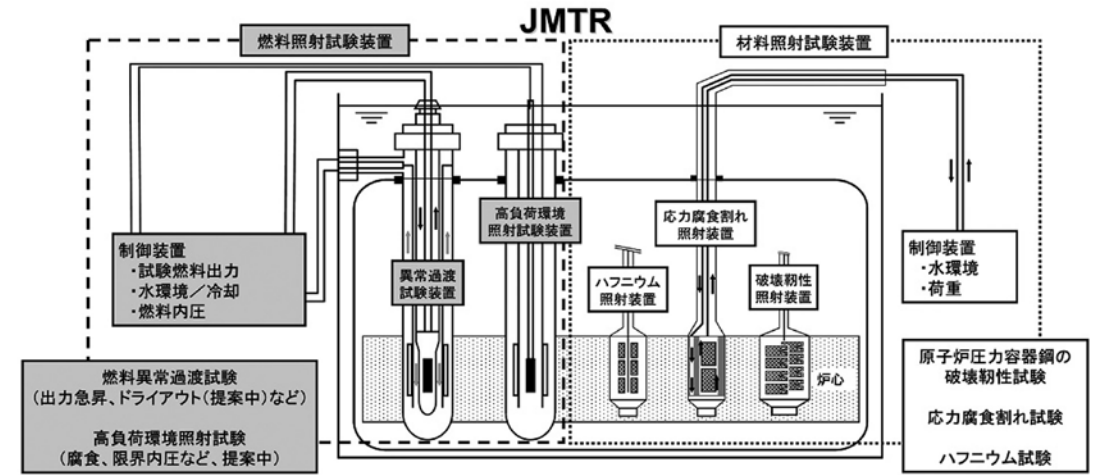 JMTR
燃料照射試験装置
材料照射試験装置
高負荷環境
照射試験装置
応力腐食割れ
照射装置
制御装置
・試験燃料出力
・水環境／冷却
・燃料内圧
異常過渡
試験装置
ハフニウム
照射装置
破壊靭性
照射装置
制御装置
・水環境
・荷重
炉心
燃料異常過渡試験
（出力急昇、ドライアウト（提案中）など）
高負荷環境照射試験
（腐食、限界内圧など、提案中）
原子炉圧力容器鋼の
破壊靭性試験
応力腐食割れ試験
ハフニウム試験